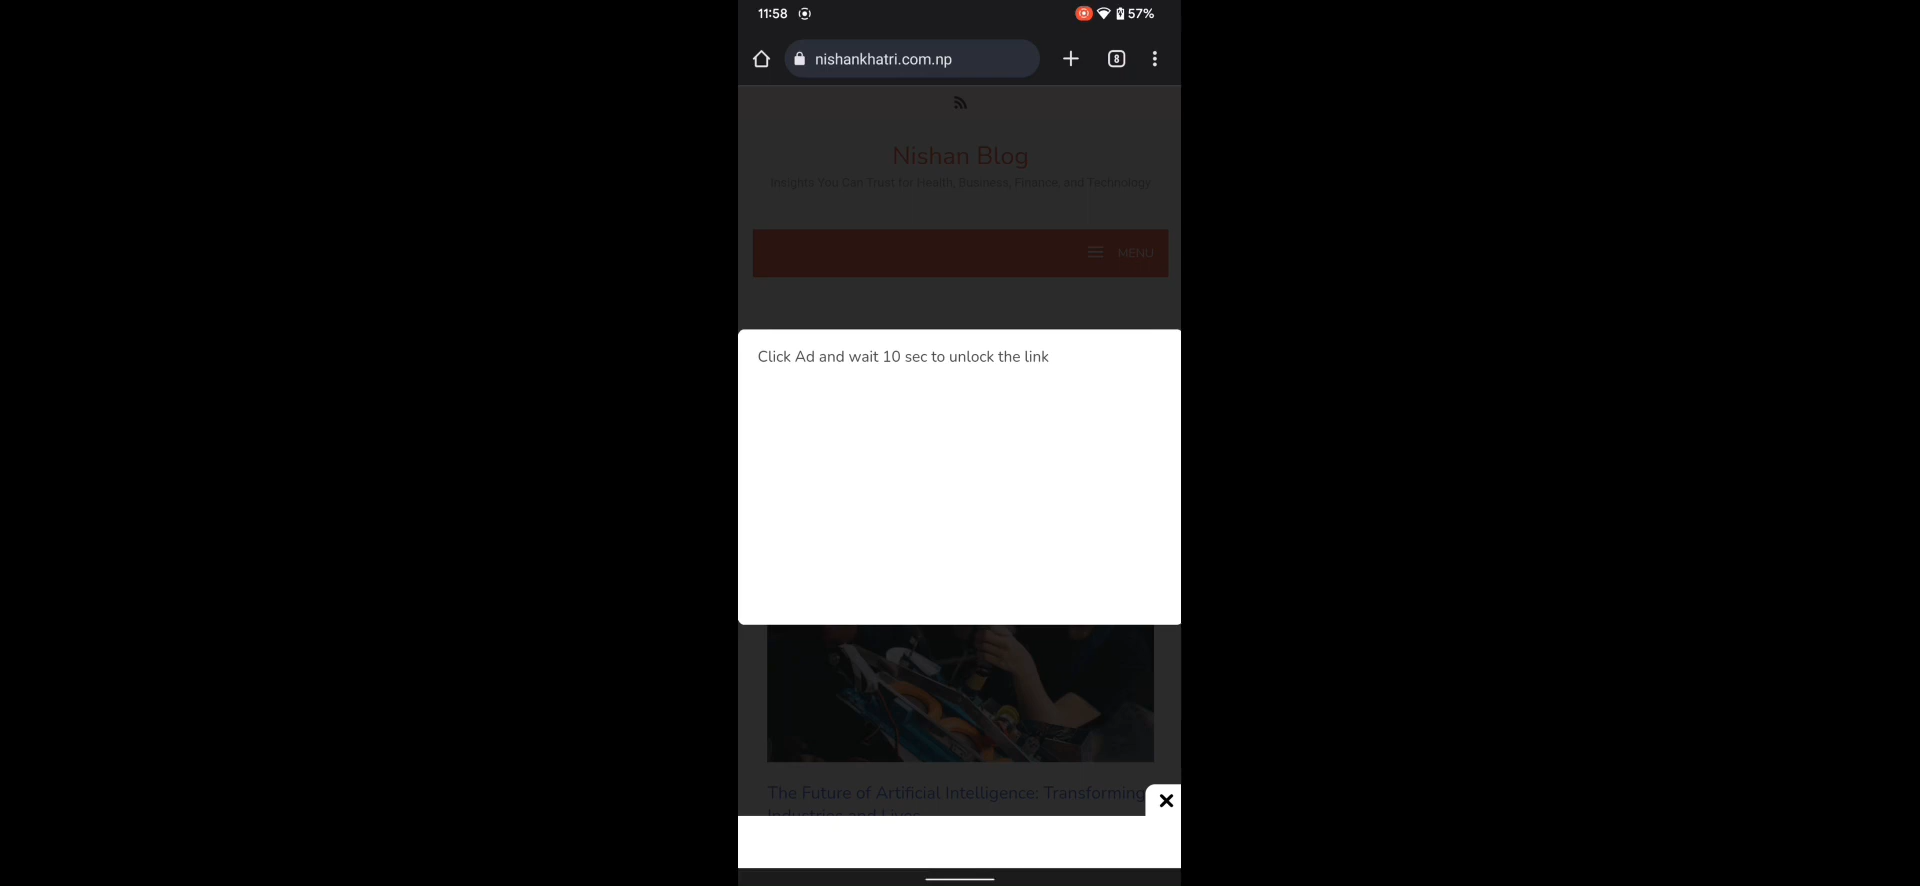 11:58
57%
nishankhatri.com.np
8
Nishan Blog
Insights You Can Trust for Health, Business, Finance, and Technology
MENU
Click Ad and wait 10 sec to unlock the link
The Future of Artificial Intelligence: Transforming
Industries and Lives